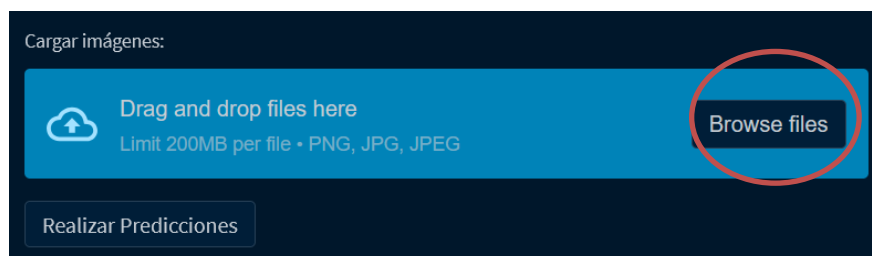 Cargar imágenes:
Drag and drop files here
Limit 200MB per file • PNG, JPG, JPEG
Browse files
Realizar Predicciones